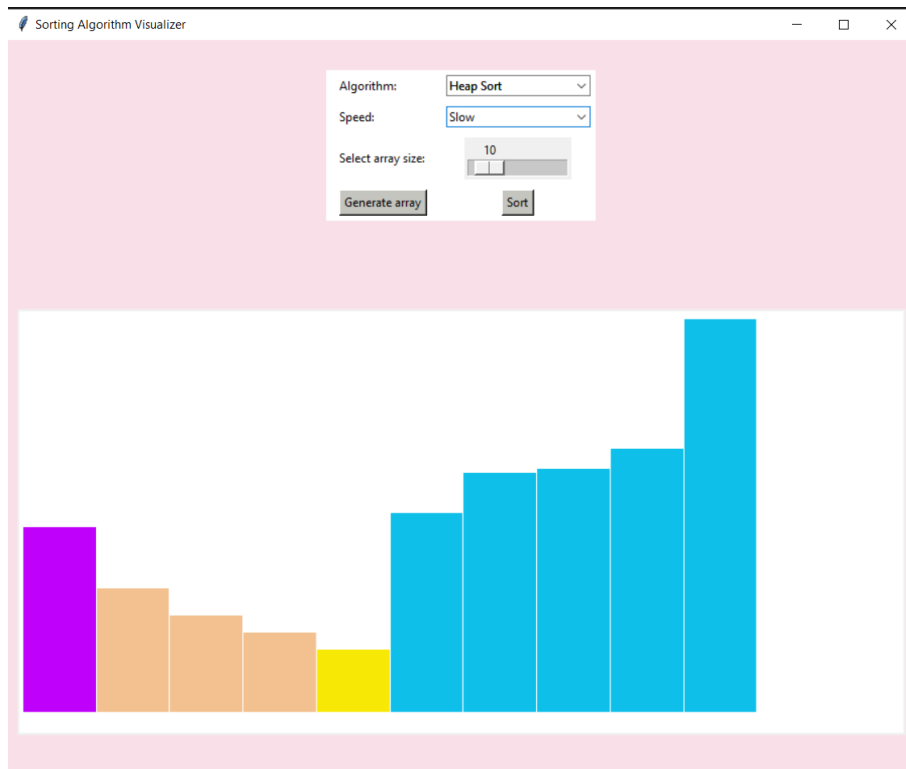 Sorting Algorithm Visualizer
Algorithm: Heap Sort
Speed: Slow
10
Select array size:
Generate array Sort